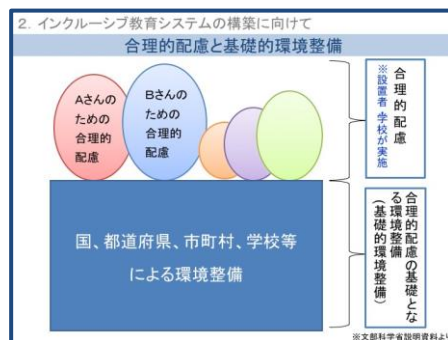 ２．インクルーシブ教育システムの構築に向けて
合理的配慮と基礎的環境整備
Aさんの
ための
合理的
配慮
Bさんの
ための
合理的
配慮
合理的配慮
※設置者 学校が実施
国、都道府県、市町村、学校等
による環境整備
合理的配慮の基礎とな
る環境整備
(基礎的環境整備)
※文部科学省説明資料より